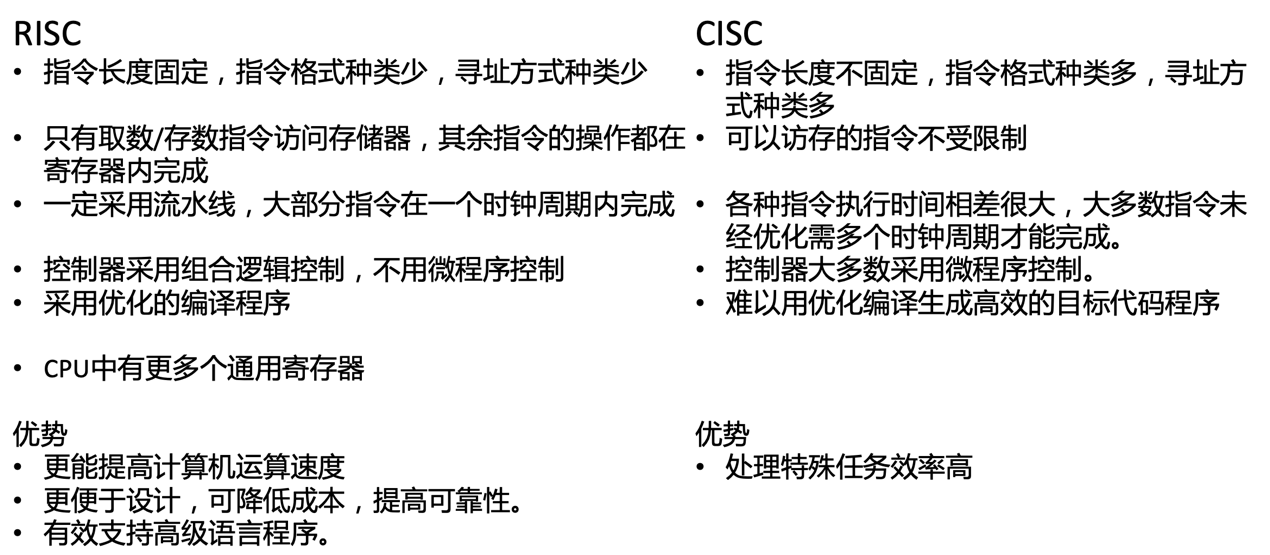 RISC
• 指令长度固定，指令格式种类少，寻址方式种类少
• 只有取数/存数指令访问存储器，其余指令的操作都在
寄存器内完成
• 一定采用流水线，大部分指令在一个时钟周期内完成
• 控制器采用组合逻辑控制，不用微程序控制
• 采用优化的编译程序
• CPU中有更多个通用寄存器
优势
• 更能提高计算机运算速度
• 更便于设计，可降低成本，提高可靠性。
• 有效支持高级语言程序。
CISC
• 指令长度不固定，指令格式种类多，寻址方
式种类多
• 可以访存的指令不受限制
• 各种指令执行时间相差很大，大多数指令未
经优化需多个时钟周期才能完成。
• 控制器大多数采用微程序控制。
• 难以用优化编译生成高效的目标代码程序
优势
• 处理特殊任务效率高